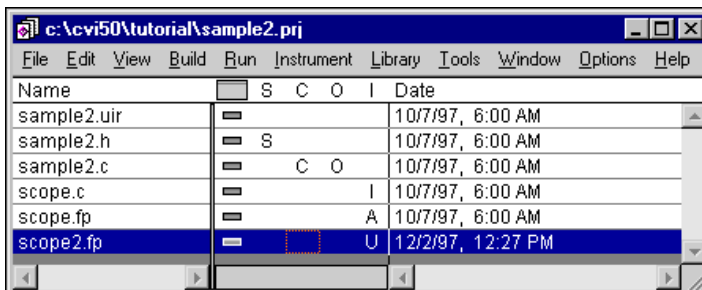 c:\cvi50\tutorial\sample2.prj
File Edit View Build Run Instrument Library Tools Window Options Help
Name S C O I Date
sample2.uir 10/7/97, 6:00 AM
sample2.h S 10/7/97, 6:00 AM
sample2.c C O 10/7/97, 6:00 AM
scope.c I 10/7/97, 6:00 AM
scope.fp A 10/7/97, 6:00 AM
scope2.fp U 12/2/97, 12:27 PM